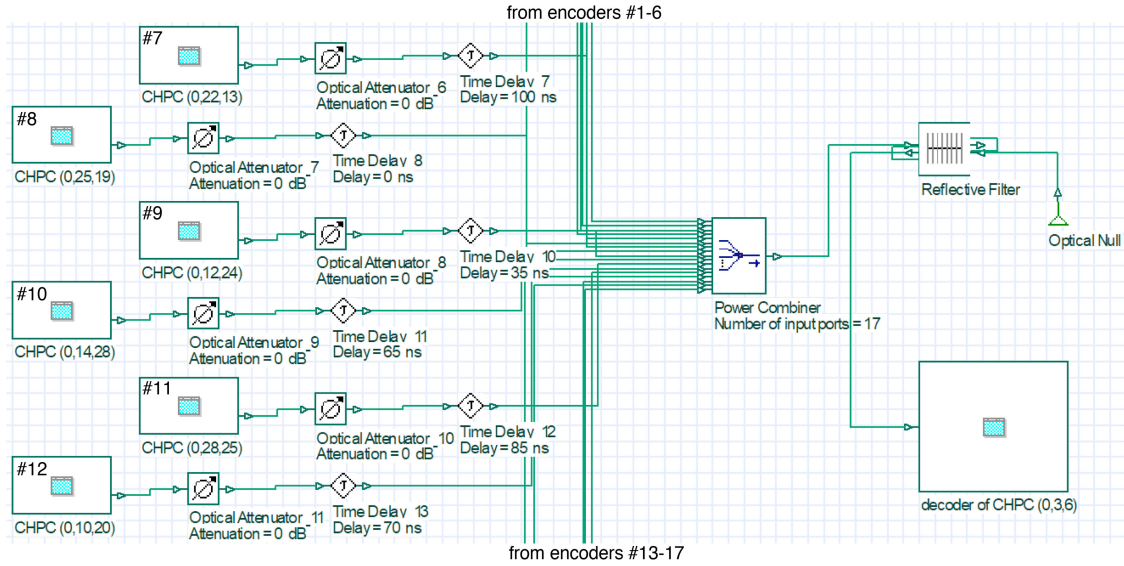 from encoders #1-6
#7
CHPC (0,22,13)
Optical Attenuator_6
Attenuation = 0 dB
Time Delay_7
Delay = 100 ns
#8
CHPC (0,25,19)
Optical Attenuator_7
Attenuation = 0 dB
Time Delay_8
Delay = 0 ns
#9
CHPC (0,12,24)
Optical Attenuator_8
Attenuation = 0 dB
Time Delay_10
Delay = 35 ns
#10
CHPC (0,14,28)
Optical Attenuator_9
Attenuation = 0 dB
Time Delay_11
Delay = 65 ns
#11
CHPC (0,28,25)
Optical Attenuator_10
Attenuation = 0 dB
Time Delay_12
Delay = 85 ns
#12
CHPC (0,10,20)
Optical Attenuator_11
Attenuation = 0 dB
Time Delay_13
Delay = 70 ns
Power Combiner
Number of input ports = 17
Reflective Filter
Optical Null
decoder of CHPC (0,3,6)
from encoders #13-17